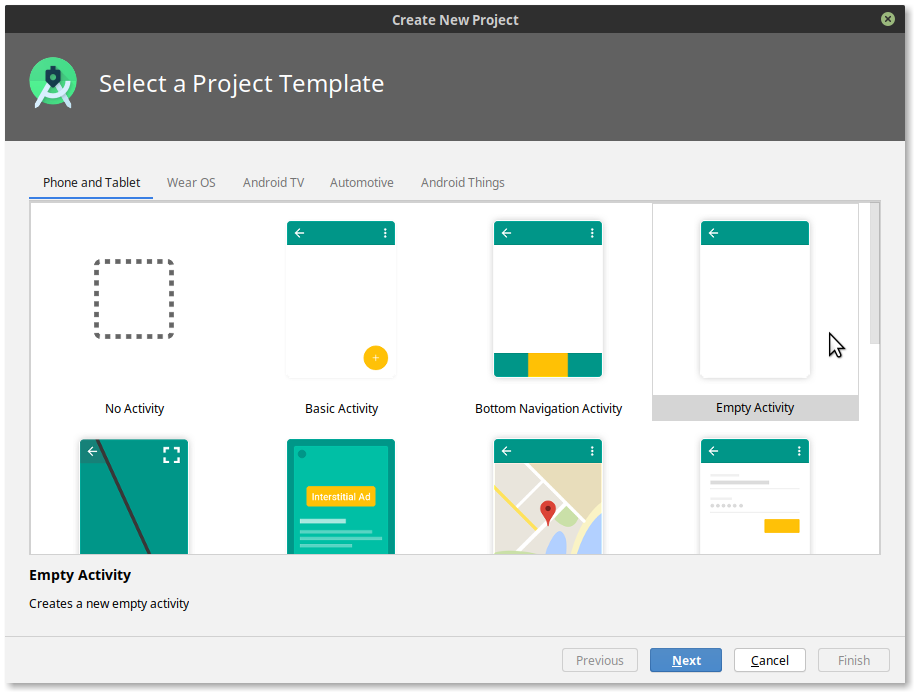 Create New Project
Select a Project Template
Phone and Tablet
Wear OS
Android TV
Automotive
Android Things
No Activity
Basic Activity
Bottom Navigation Activity
Empty Activity
Interstitial Ad
Empty Activity
Creates a new empty activity
Previous
Next
Cancel
Finish